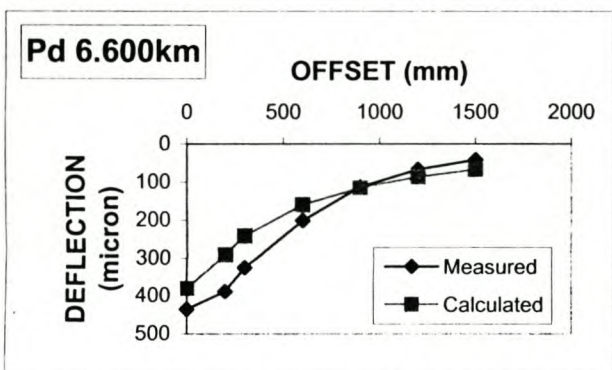 Pd 6.600km
OFFSET (mm)
0 500 1000 1500 2000
0
100
200
300
400
500
DEFLECTION
(micron)
Measured
Calculated